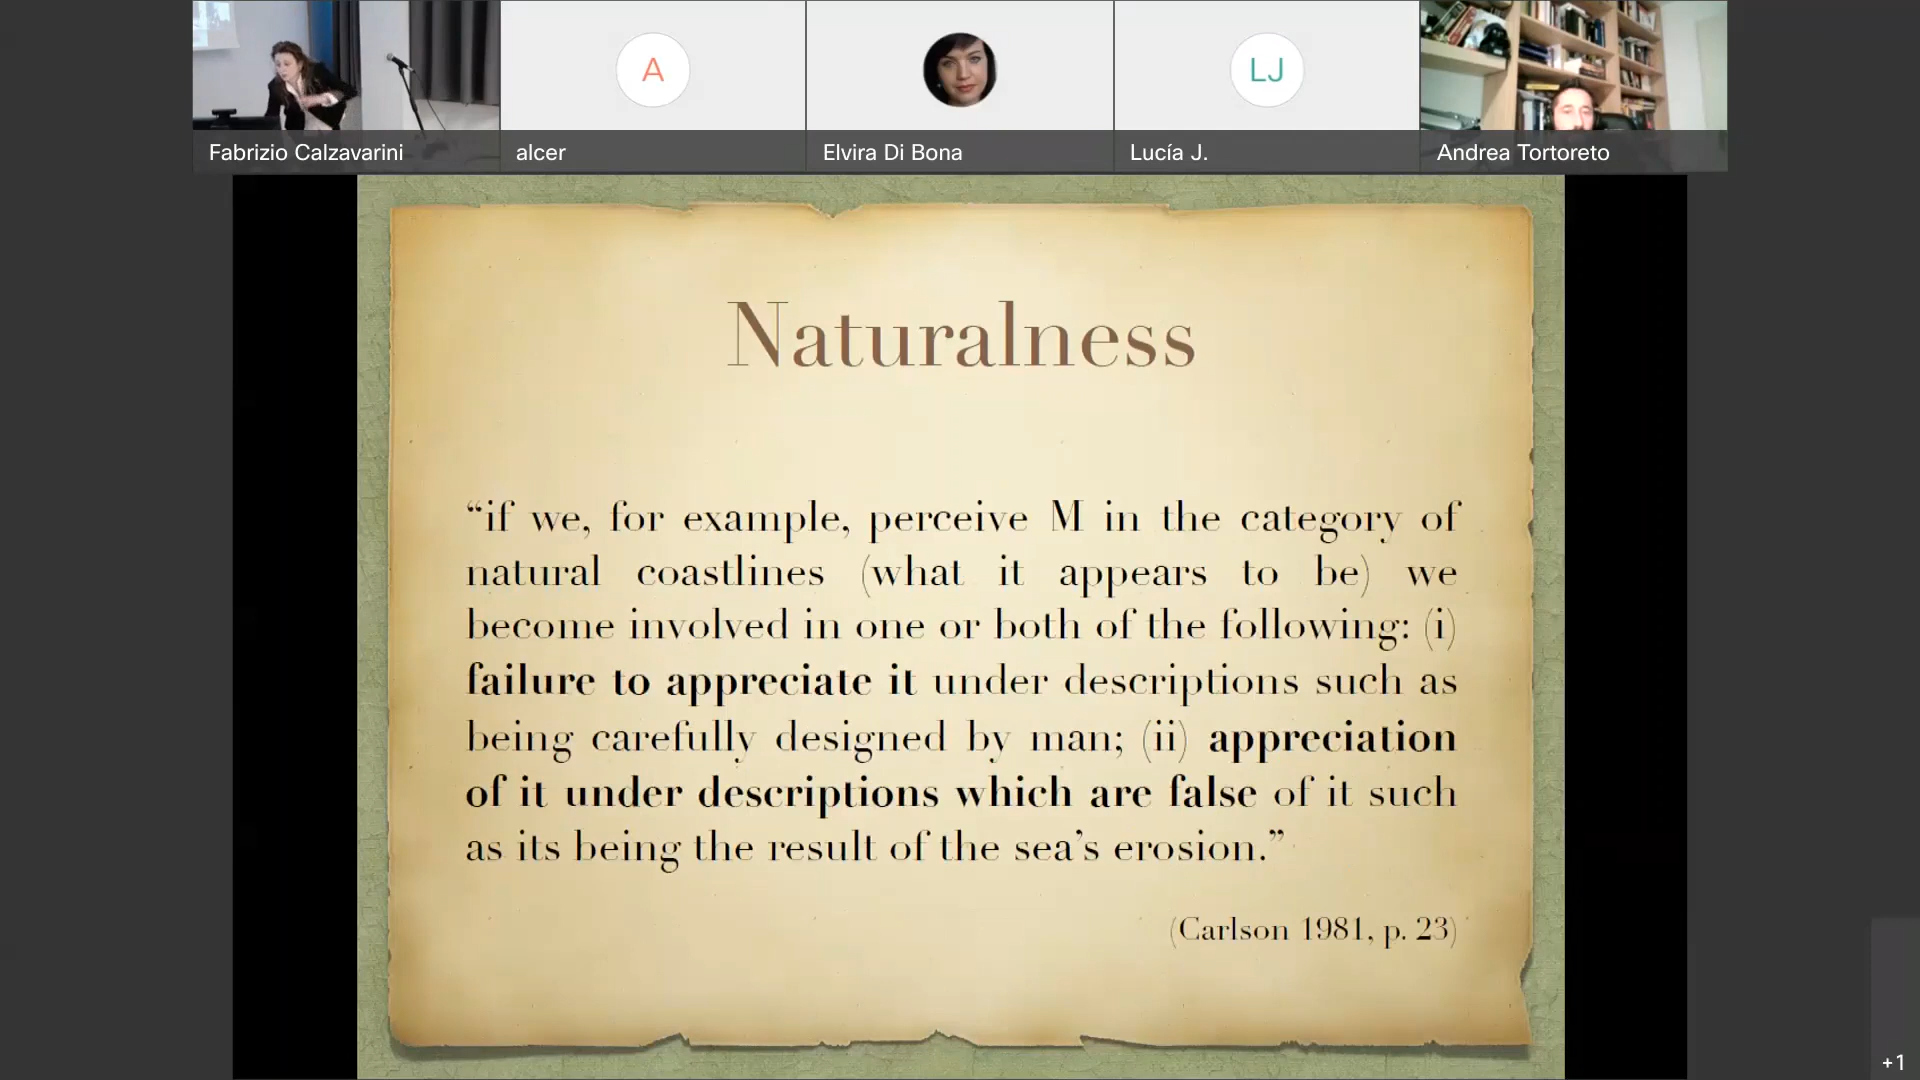 A
LJ
Fabrizio Calzavarini
alcer
Elvira Di Bona
Lucía J.
Andrea Tortoreto
Naturalness
“if we, for example, perceive M in the category of
natural coastlines (what it appears to be) we
become involved in one or both of the following: (i)
failure to appreciate it under descriptions such as
being carefully designed by man; (ii) appreciation
of it under descriptions which are false of it such
as its being the result of the sea’s erosion.”
(Carlson 1981, p. 23)
+1